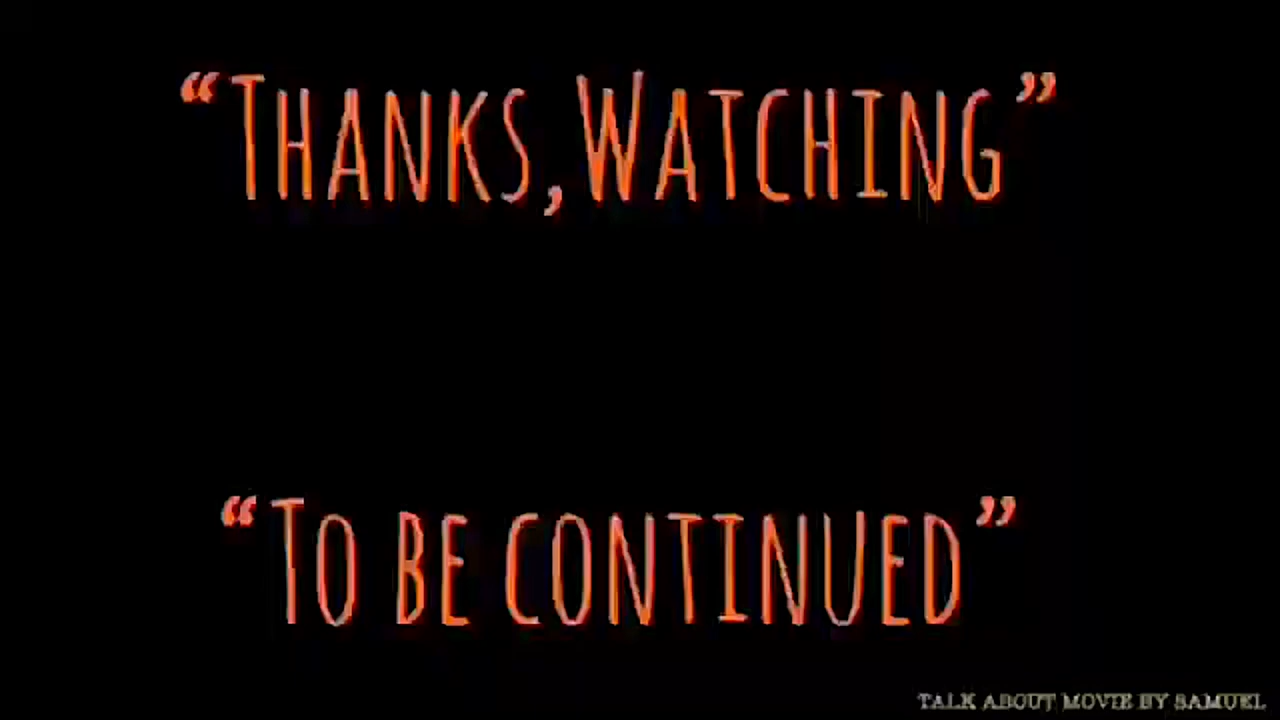 “THANKS,WATCHING”
“TO BE CONTINUED”
TALK ABOUT MOVIE BY SAMUEL